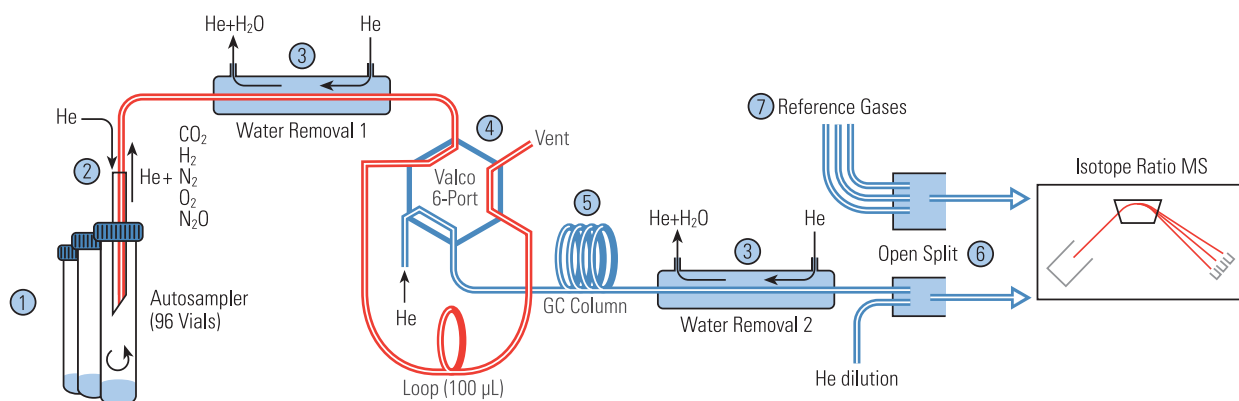 He+H₂O
He
3
Water Removal 1
He
2
He+
CO₂
H₂
N₂
O₂
N₂O
1
Autosampler
(96 Vials)
4
Vent
Valco
6-Port
He
Loop (100 µL)
5
GC Column
He+H₂O
He
3
Water Removal 2
7 Reference Gases
Open Split 6
He dilution
Isotope Ratio MS